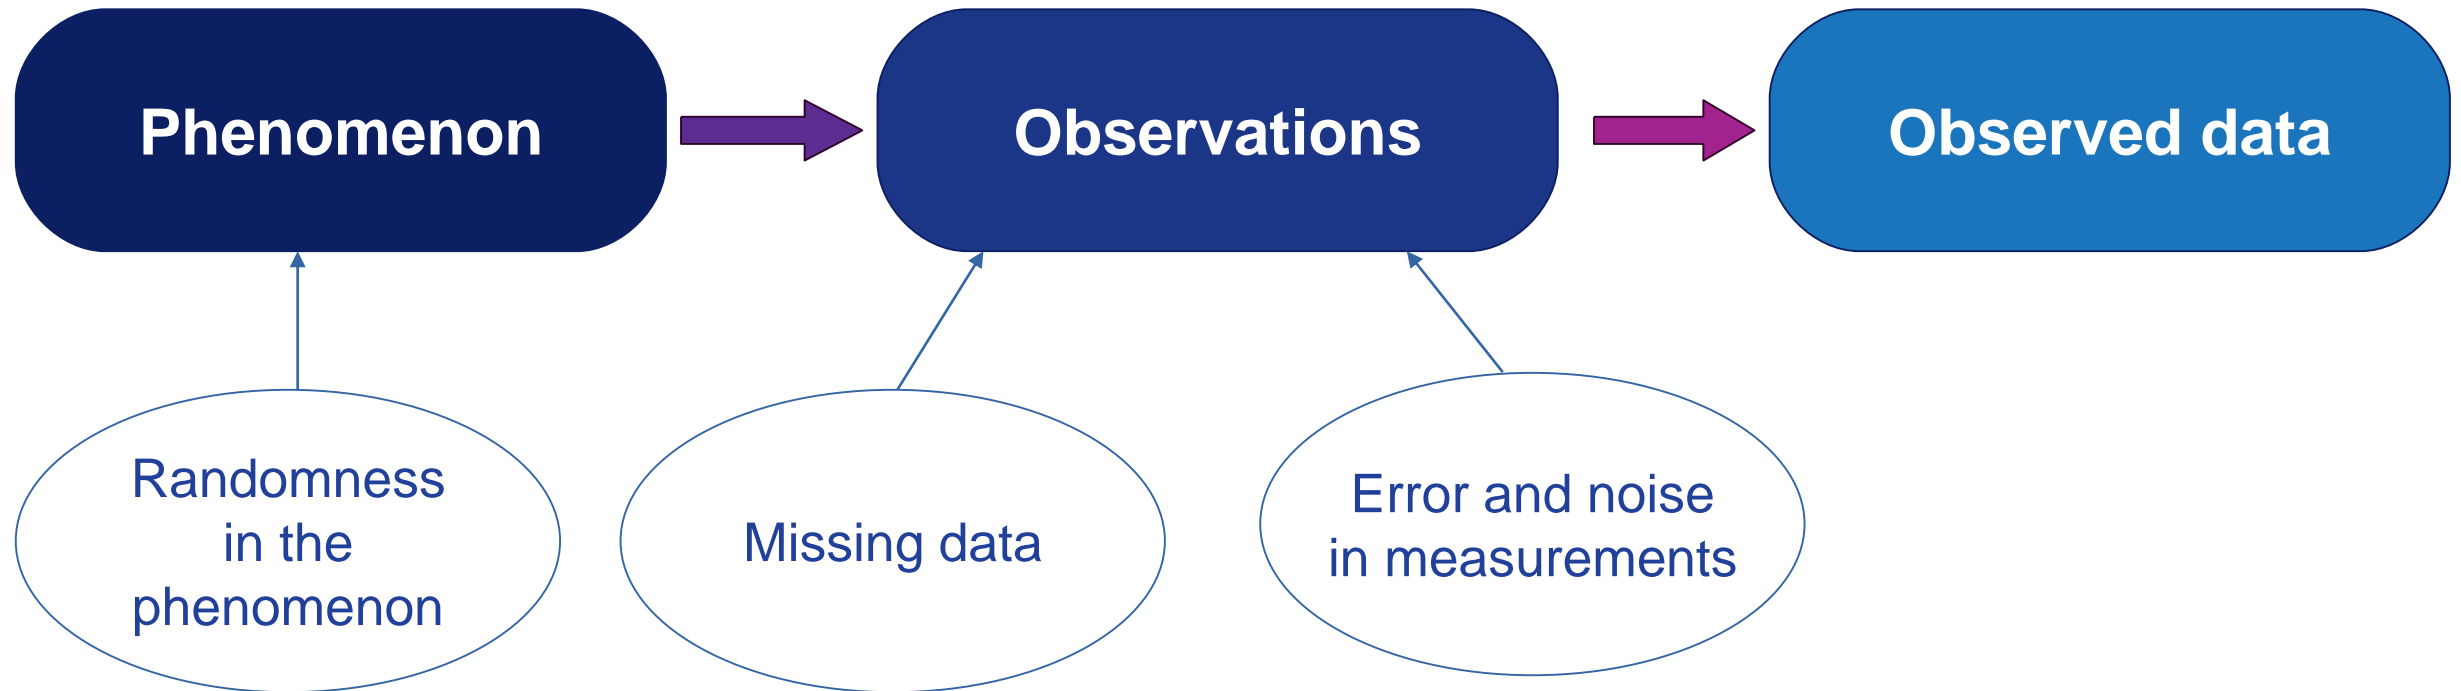 Phenomenon
Observations
Observed data
Randomness
in the
phenomenon
Missing data
Error and noise
in measurements